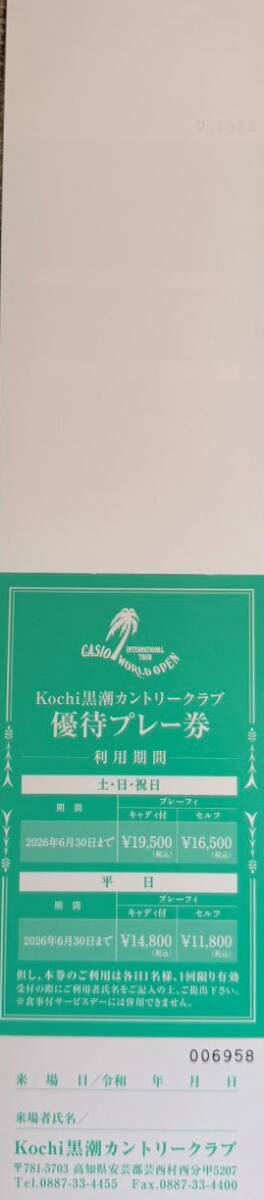 CASIO WORLD OPEN
INTERNATIONAL TOUR
Kochi黒潮カントリークラブ
優待プレー券
利用期間
土・日・祝日
期間 プレーフィ
キャディ付 セルフ
2026年6月30日まで ¥19,500(税込) ¥16,500(税込)
平日
期間 プレーフィ
キャディ付 セルフ
2026年6月30日まで ¥14,800(税込) ¥11,800(税込)
但し、本券のご利用は各日1名様、1回限り有効
受付の際にご利用者氏名をご記入の上、ご提出下さい。
※食事付サービスデーには併用できません。
006958
来場日/令和 年 月 日
来場者氏名/
Kochi黒潮カントリークラブ
〒781-5703 高知県安芸郡芸西村西分甲5207
Tel.0887-33-4455 Fax.0887-33-4400